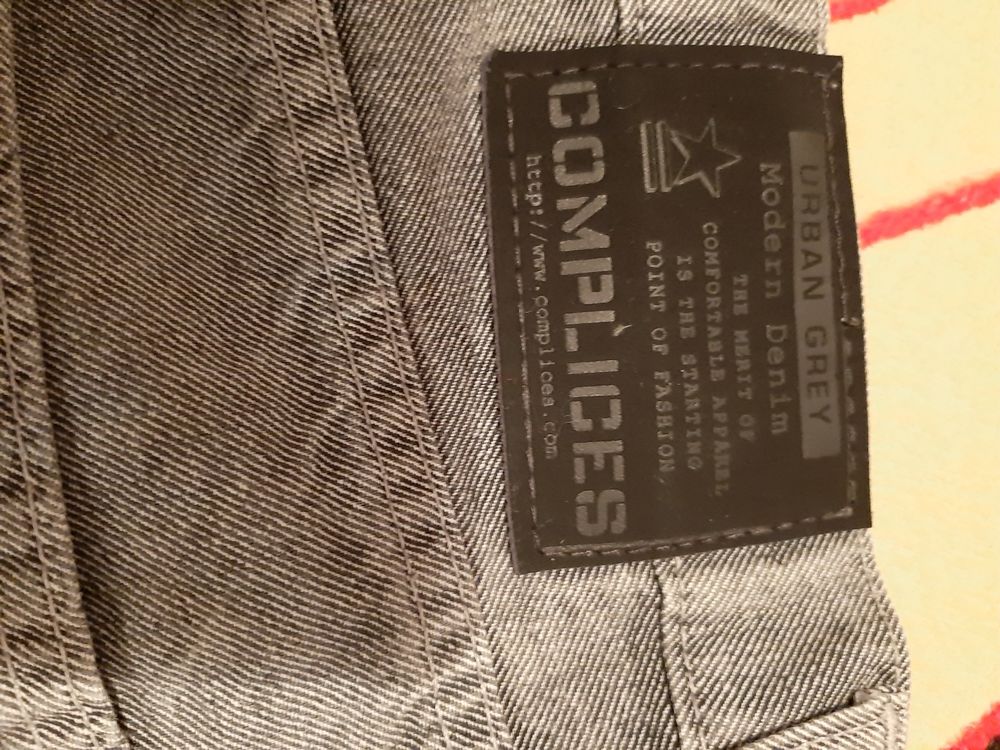 URBAN GREY
Modern Denim
THE MERIT OF
COMFORTABLE APPAREL
IS THE STARTING
POINT OF FASHION.
COMPLICES
http://www.complices.com